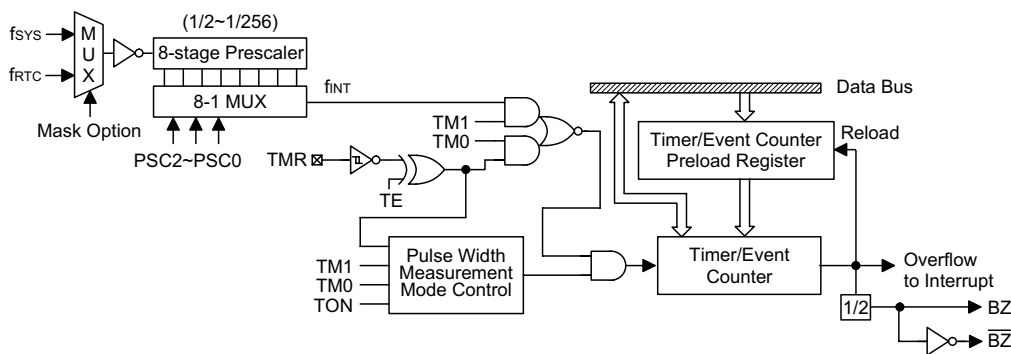 fSYS
fRTC
M
U
X
Mask Option
(1/2~1/256)
8-stage Prescaler
8-1 MUX
PSC2~PSC0
fINT
TM1
TM0
TMR
TE
TM1
TM0
TON
Pulse Width
Measurement
Mode Control
Data Bus
Timer/Event Counter
Preload Register
Reload
Timer/Event
Counter
Overflow
to Interrupt
1/2
BZ
B̅Z̅